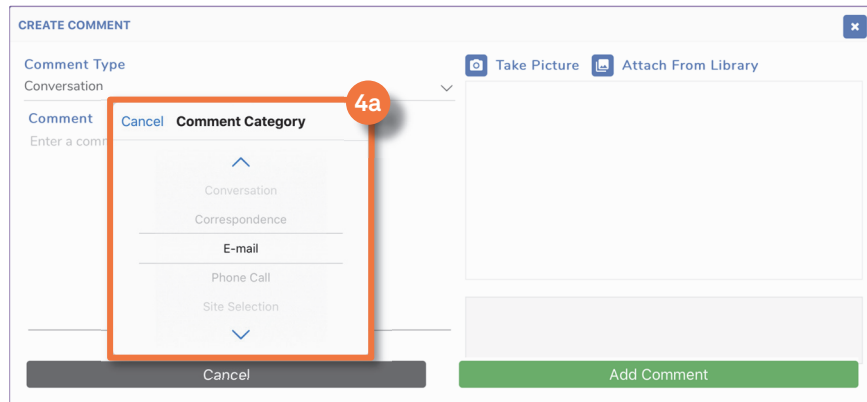 CREATE COMMENT
x
Comment Type
Conversation
Comment
Enter a comm
4a
Cancel Comment Category
Conversation
Correspondence
E-mail
Phone Call
Site Selection
Take Picture Attach From Library
Cancel
Add Comment